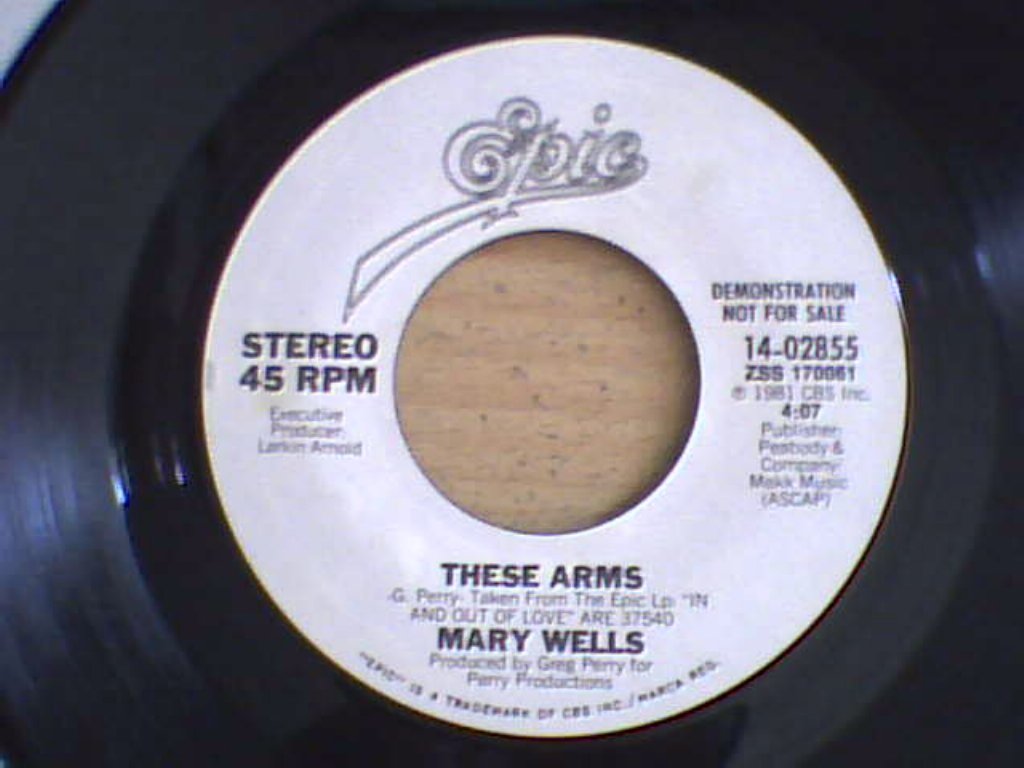 Epic
DEMONSTRATION
NOT FOR SALE
STEREO
45 RPM
14-02855
ZSS 170061
℗ 1981 CBS Inc.
4:07
Executive
Producer:
Larkin Arnold
Publisher:
Peabody &
Company
Makk Music
(ASCAP)
THESE ARMS
-G. Perry- Taken From The Epic Lp: "IN
AND OUT OF LOVE" ARE 37540
MARY WELLS
Produced by Greg Perry for
Perry Productions
"EPIC" IS A TRADEMARK OF CBS INC./MARCA REG.